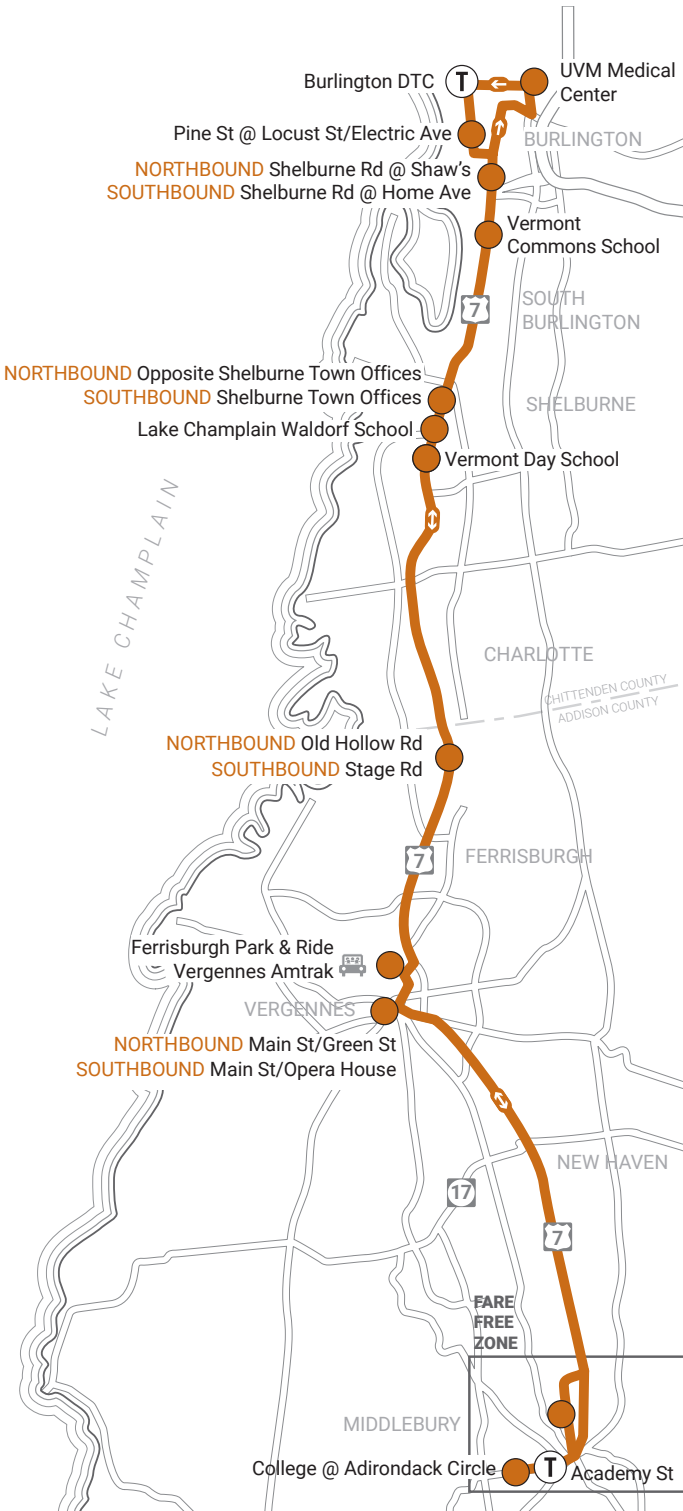 Burlington DTC
T
UVM Medical
Center
Pine St @ Locust St/Electric Ave
BURLINGTON
NORTHBOUND Shelburne Rd @ Shaw's
SOUTHBOUND Shelburne Rd @ Home Ave
Vermont
Commons School
7
SOUTH
BURLINGTON
NORTHBOUND Opposite Shelburne Town Offices
SOUTHBOUND Shelburne Town Offices
SHELBURNE
Lake Champlain Waldorf School
Vermont Day School
LAKE CHAMPLAIN
CHARLOTTE
CHITTENDEN COUNTY
ADDISON COUNTY
NORTHBOUND Old Hollow Rd
SOUTHBOUND Stage Rd
7
FERRISBURGH
Ferrisburgh Park & Ride
Vergennes Amtrak
VERGENNES
NORTHBOUND Main St/Green St
SOUTHBOUND Main St/Opera House
NEW HAVEN
17
7
FARE
FREE
ZONE
MIDDLEBURY
College @ Adirondack Circle
T
Academy St